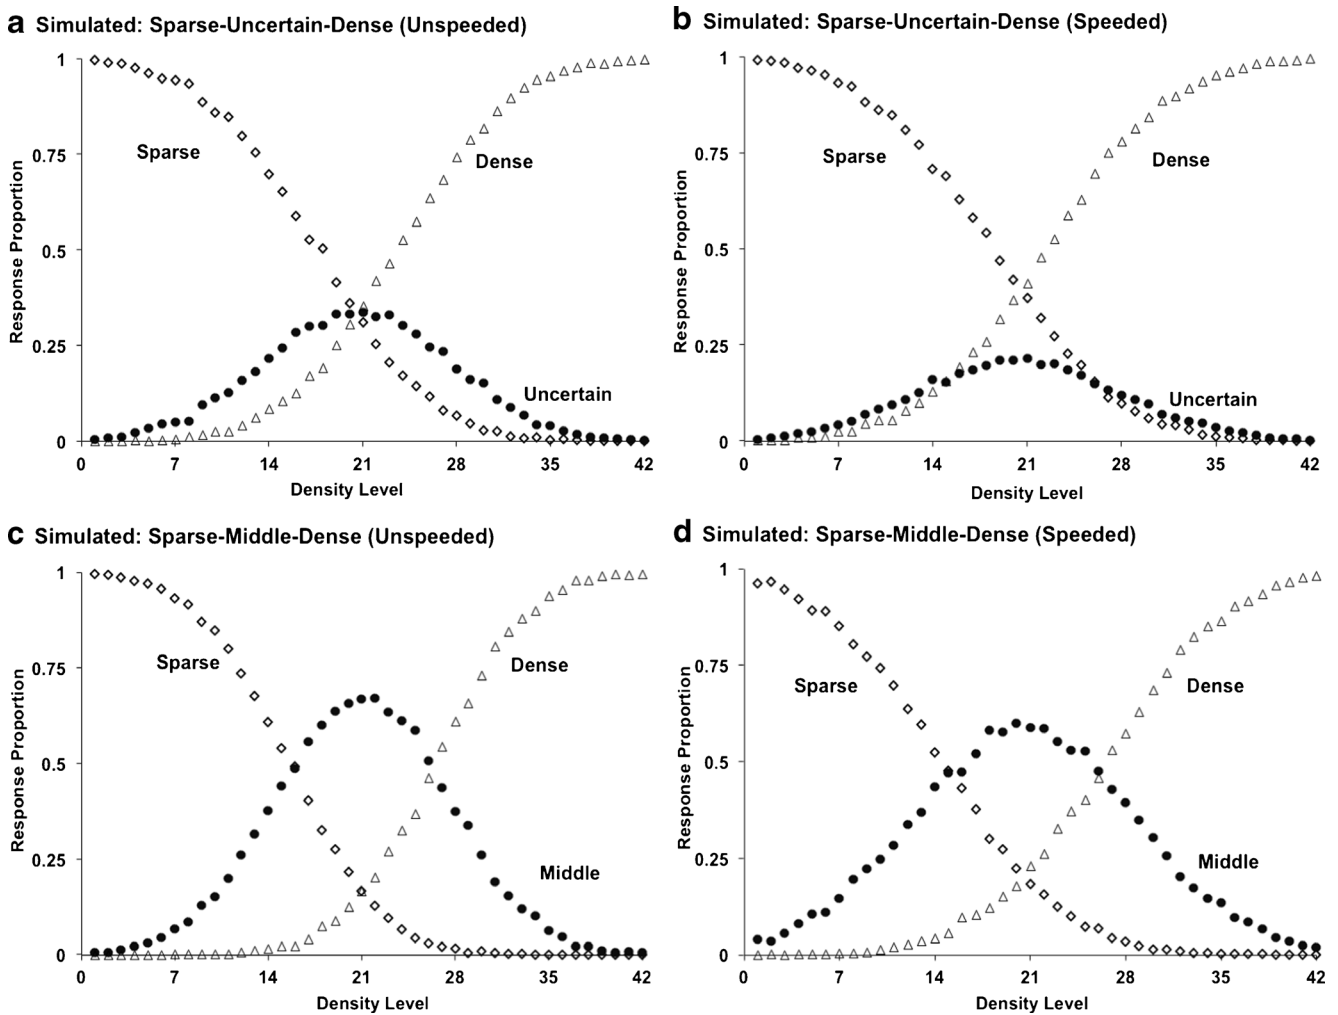 a Simulated: Sparse-Uncertain-Dense (Unspeeded)
1
0.75
0.5
0.25
0
Response Proportion
Sparse
Dense
Uncertain
0 7 14 21 28 35 42
Density Level
b Simulated: Sparse-Uncertain-Dense (Speeded)
1
0.75
0.5
0.25
0
Response Proportion
Sparse
Dense
Uncertain
0 7 14 21 28 35 42
Density Level
c Simulated: Sparse-Middle-Dense (Unspeeded)
1
0.75
0.5
0.25
0
Response Proportion
Sparse
Dense
Middle
0 7 14 21 28 35 42
Density Level
d Simulated: Sparse-Middle-Dense (Speeded)
1
0.75
0.5
0.25
0
Response Proportion
Sparse
Dense
Middle
0 7 14 21 28 35 42
Density Level